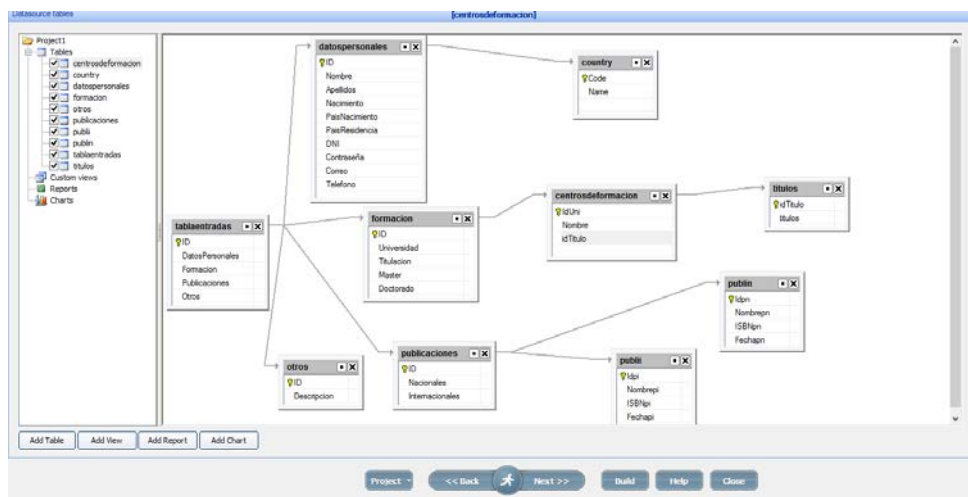 Datasource tables
[centrosdeformacion]
Project1
Tables
centrosdeformacion
country
datospersonales
formacion
otros
publicaciones
publi
publin
tablaentradas
titulos
Custom views
Reports
Charts
datospersonales
ID
Nombre
Apellidos
Nacimiento
PaisNacimiento
PaisResidencia
DNI
Contraseña
Correo
Telefono
country
Code
Name
tablaentradas
ID
DatosPersonales
Formacion
Publicaciones
Otros
formacion
ID
Universidad
Titulacion
Master
Doctorado
centrosdeformacion
IdUni
Nombre
idTitulo
titulos
idTitulo
titulos
otros
ID
Descripcion
publicaciones
ID
Nacionales
Internacionales
publin
Idpn
Nombrepn
ISBNpn
Fechapn
publii
Idpi
Nombrepi
ISBNpi
Fechapi
Add Table
Add View
Add Report
Add Chart
Project
<< Back
Next >>
Build
Help
Close